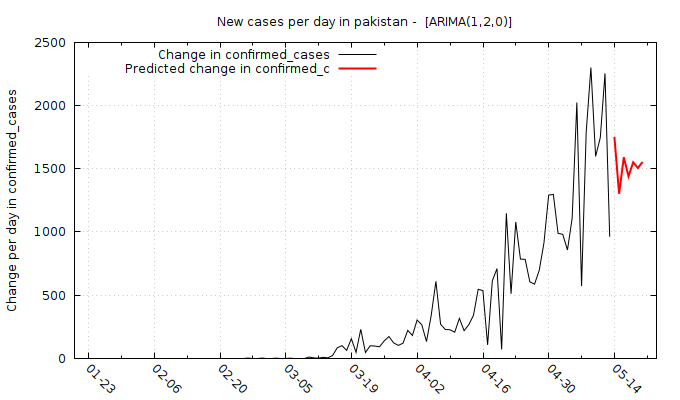 New cases per day in pakistan - [ARIMA(1,2,0)]
Change in confirmed_cases
Predicted change in confirmed_c
Change per day in confirmed_cases
2500
2000
1500
1000
500
0
01-23 02-06 02-20 03-05 03-19 04-02 04-16 04-30 05-14